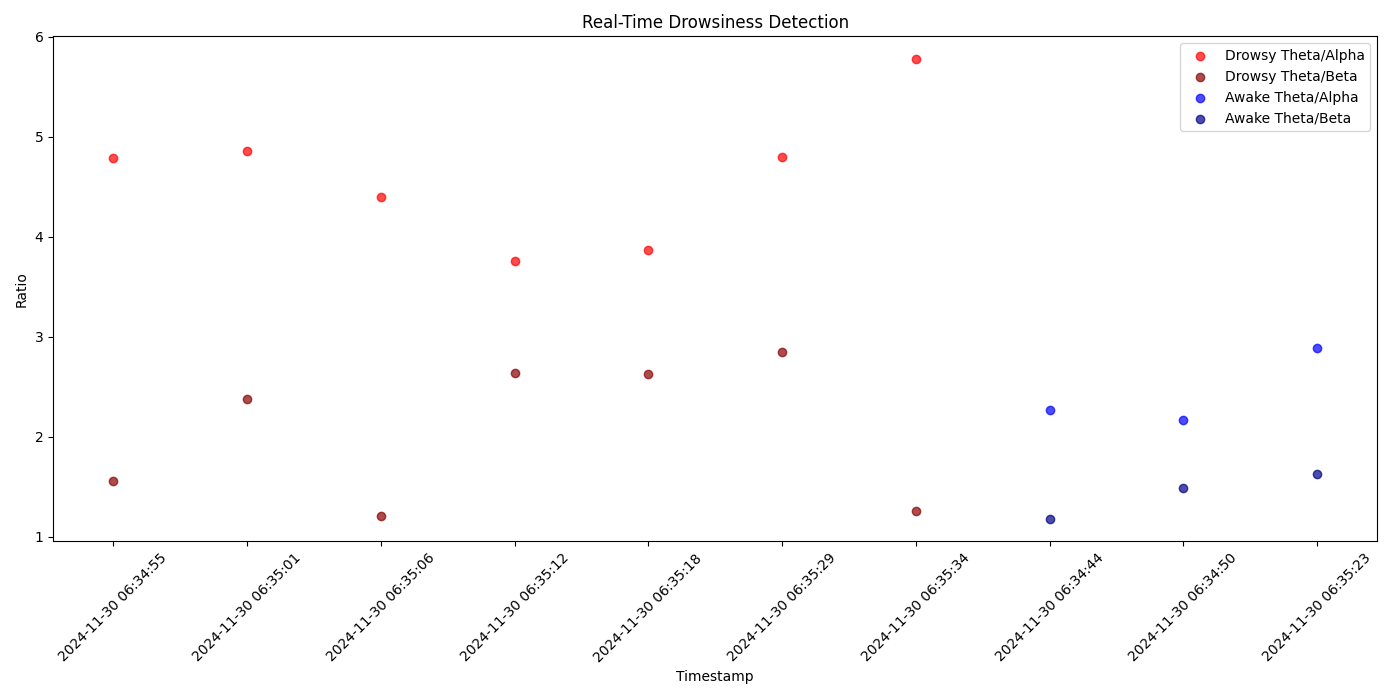 Real-Time Drowsiness Detection
Drowsy Theta/Alpha
Drowsy Theta/Beta
Awake Theta/Alpha
Awake Theta/Beta
Ratio
6
5
4
3
2
1
2024-11-30 06:34:55
2024-11-30 06:35:01
2024-11-30 06:35:06
2024-11-30 06:35:12
2024-11-30 06:35:18
2024-11-30 06:35:29
2024-11-30 06:35:34
2024-11-30 06:34:44
2024-11-30 06:34:50
2024-11-30 06:35:23
Timestamp